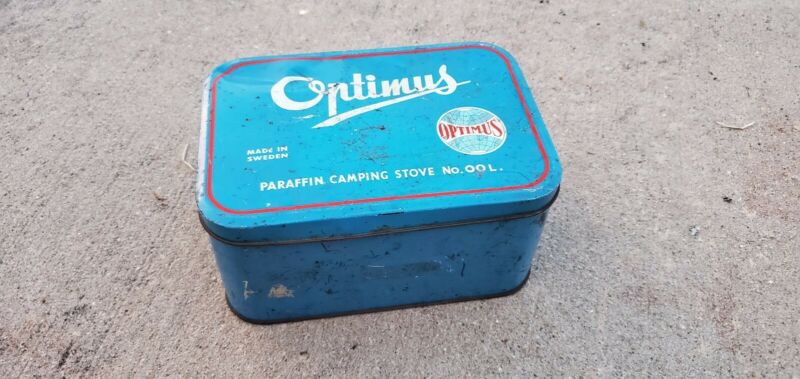 Optimus
OPTIMUS
MADE IN
SWEDEN
PARAFFIN CAMPING STOVE No. 00 L.